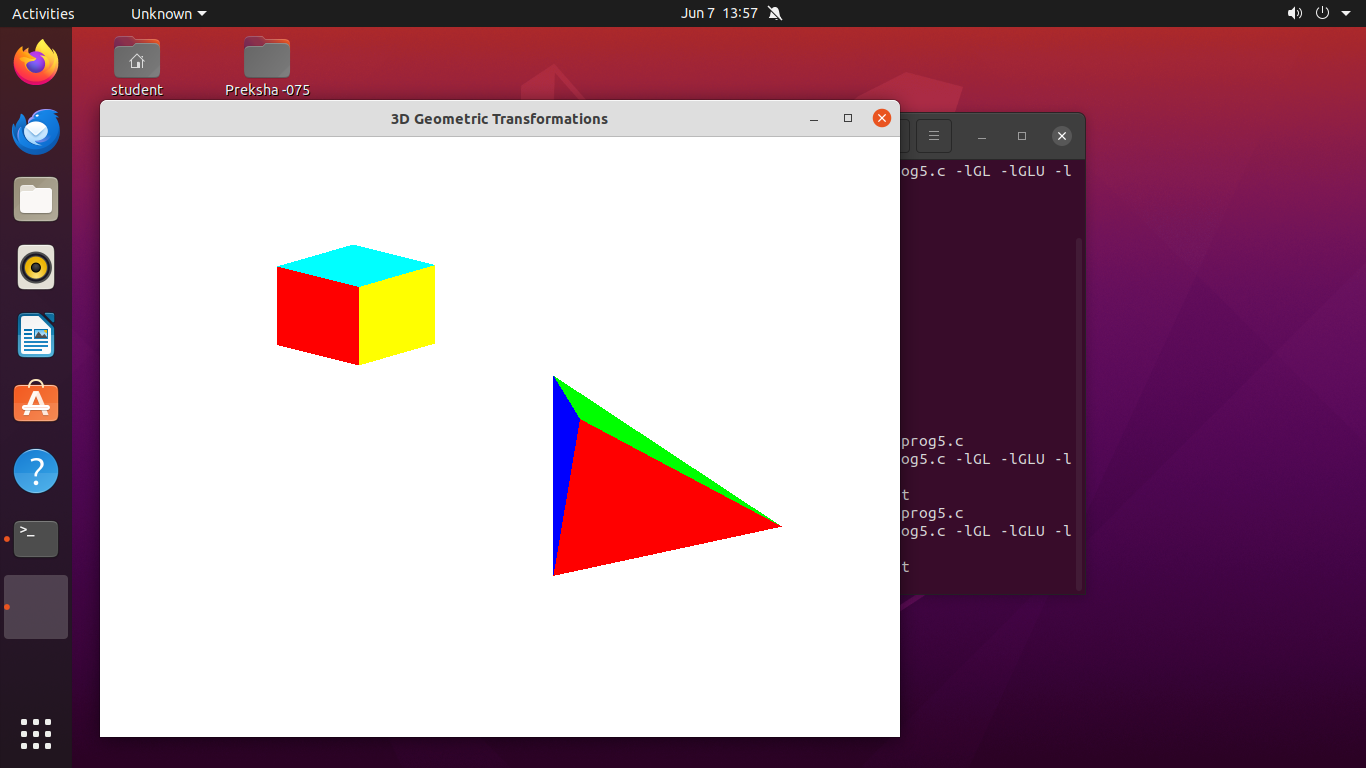 Activities
Unknown
Jun 7 13:57
student
Preksha -075
3D Geometric Transformations
og5.c -lGL -lGLU -l
prog5.c
og5.c -lGL -lGLU -l
t
prog5.c
og5.c -lGL -lGLU -l
t
>_
?